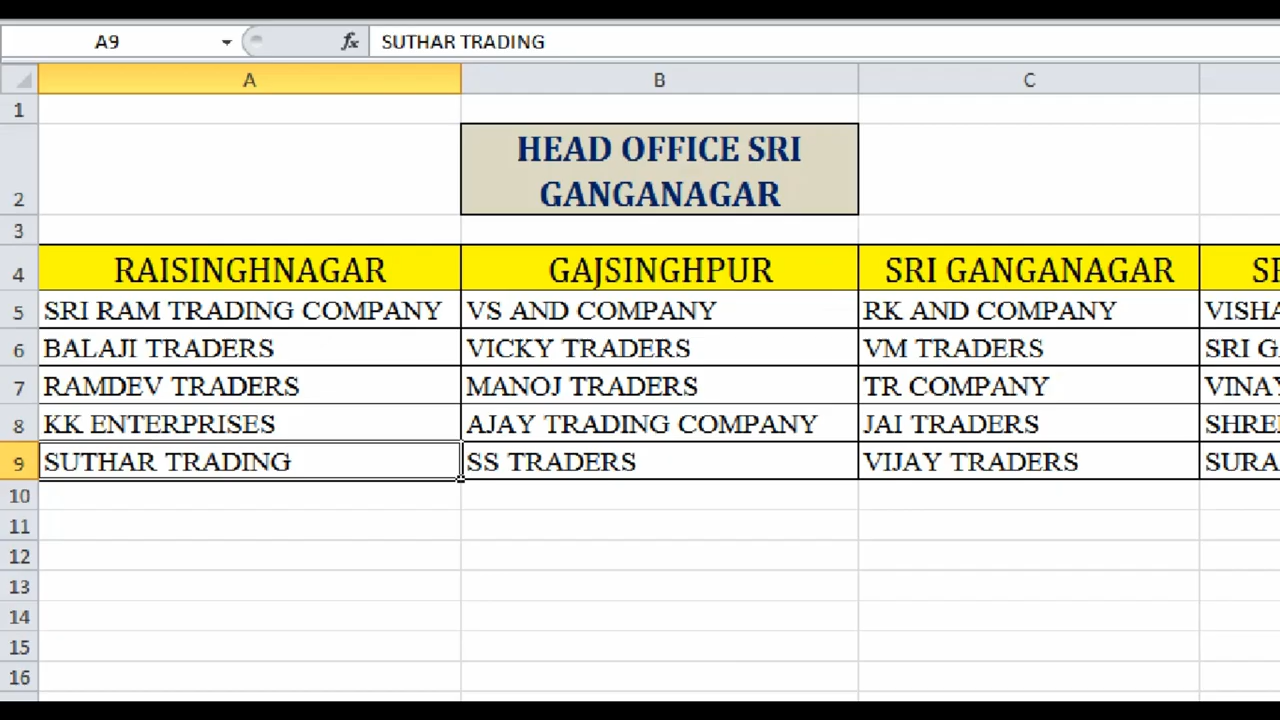 A9 fx SUTHAR TRADING
A B C
1
HEAD OFFICE SRI
2 GANGANAGAR
3
4 RAISINGHNAGAR GAJSINGHPUR SRI GANGANAGAR
5 SRI RAM TRADING COMPANY VS AND COMPANY RK AND COMPANY
6 BALAJI TRADERS VICKY TRADERS VM TRADERS SRI
7 RAMDEV TRADERS MANOJ TRADERS TR COMPANY
8 KK ENTERPRISES AJAY TRADING COMPANY JAI TRADERS
9 SUTHAR TRADING SS TRADERS VIJAY TRADERS
10
11
12
13
14
15
16